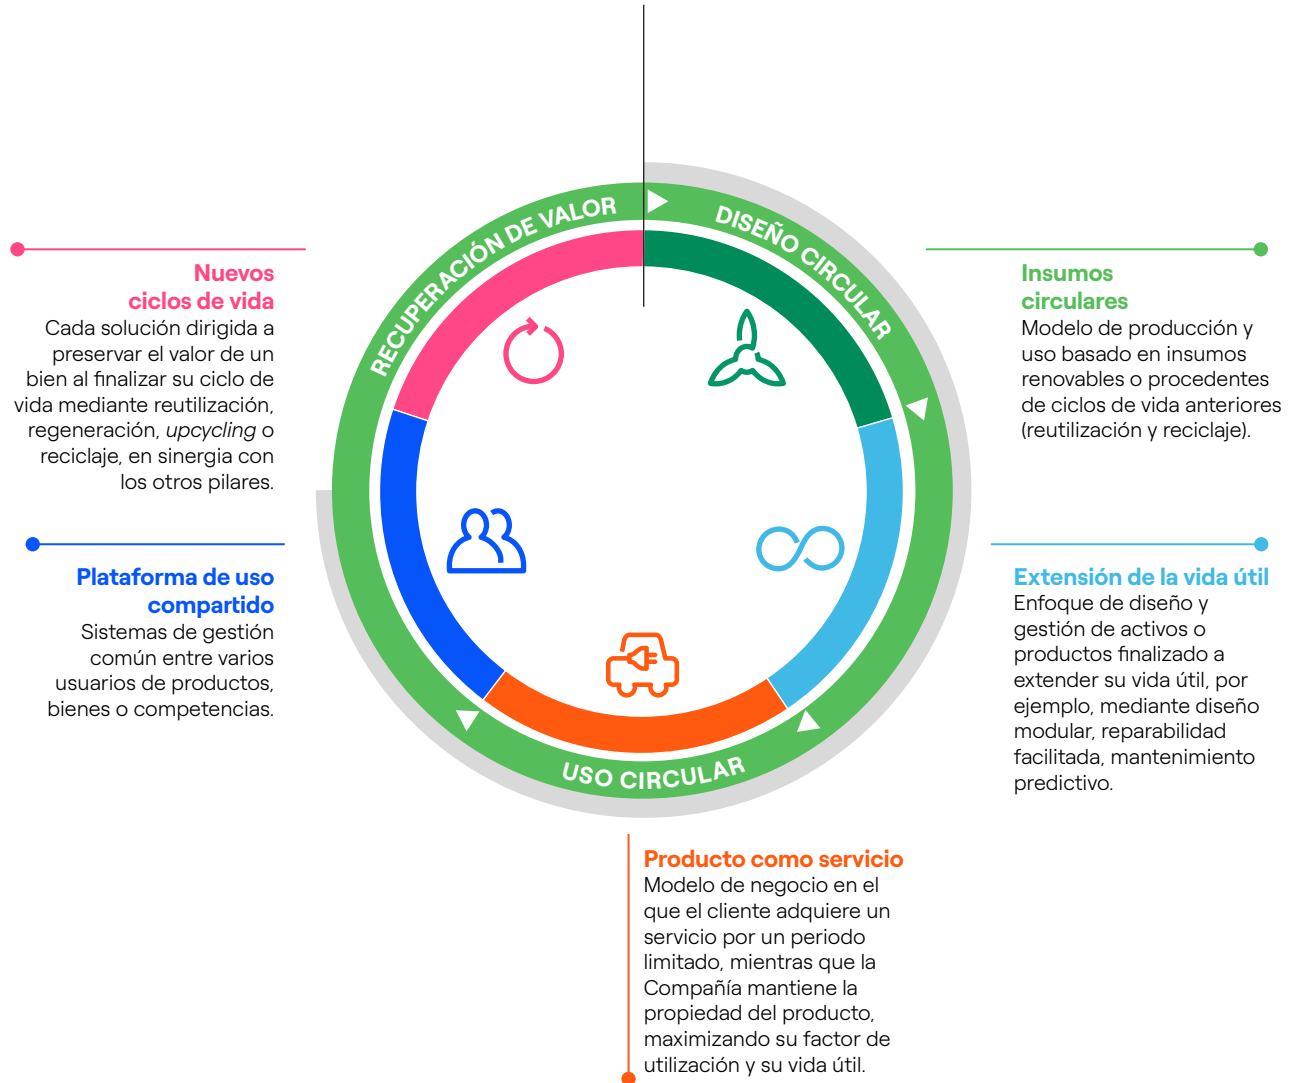 RECUPERACIÓN DE VALOR
DISEÑO CIRCULAR
USO CIRCULAR
Nuevos
ciclos de vida
Cada solución dirigida a
preservar el valor de un
bien al finalizar su ciclo de
vida mediante reutilización,
regeneración, upcycling o
reciclaje, en sinergia con
los otros pilares.
Insumos
circulares
Modelo de producción y
uso basado en insumos
renovables o procedentes
de ciclos de vida anteriores
(reutilización y reciclaje).
Plataforma de uso
compartido
Sistemas de gestión
común entre varios
usuarios de productos,
bienes o competencias.
Extensión de la vida útil
Enfoque de diseño y
gestión de activos o
productos finalizado a
extender su vida útil, por
ejemplo, mediante diseño
modular, reparabilidad
facilitada, mantenimiento
predictivo.
Producto como servicio
Modelo de negocio en el
que el cliente adquiere un
servicio por un periodo
limitado, mientras que la
Compañía mantiene la
propiedad del producto,
maximizando su factor de
utilización y su vida útil.